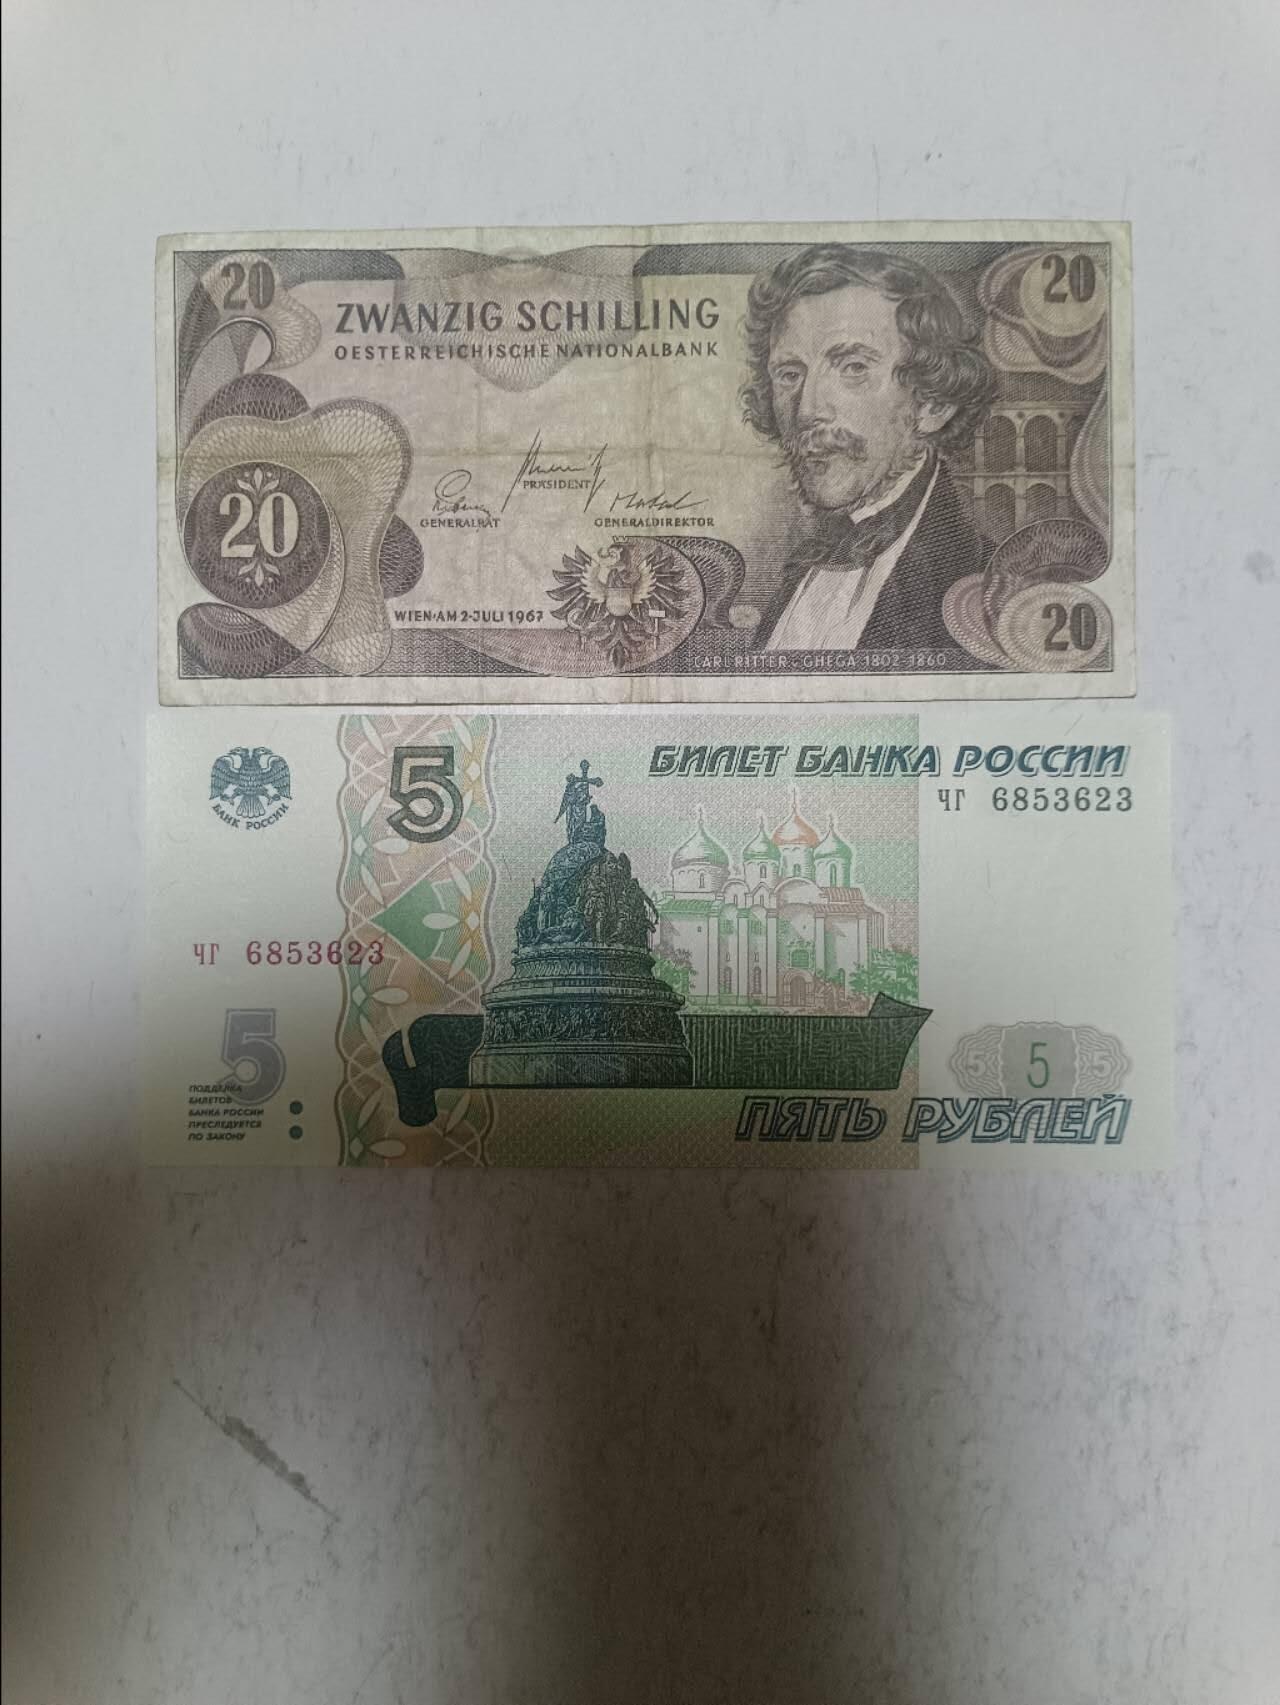 20
20
ZWANZIG SCHILLING
OESTERREICHISCHE NATIONALBANK
20
PRÄSIDENT
GENERALRAT
GENERALDIREKTOR
WIEN·AM 2·JULI 1967
20
CARL RITTER v. GHEGA 1802-1860
5
БИЛЕТ БАНКА РОССИИ
ЧГ 6853623
БАНК РОССИИ
ЧГ 6853623
5
5 5 5
ПОДДЕЛКА
БИЛЕТОВ
БАНКА РОССИИ
ПРЕСЛЕДУЕТСЯ
ПО ЗАКОНУ
ПЯТЬ РУБЛЕЙ